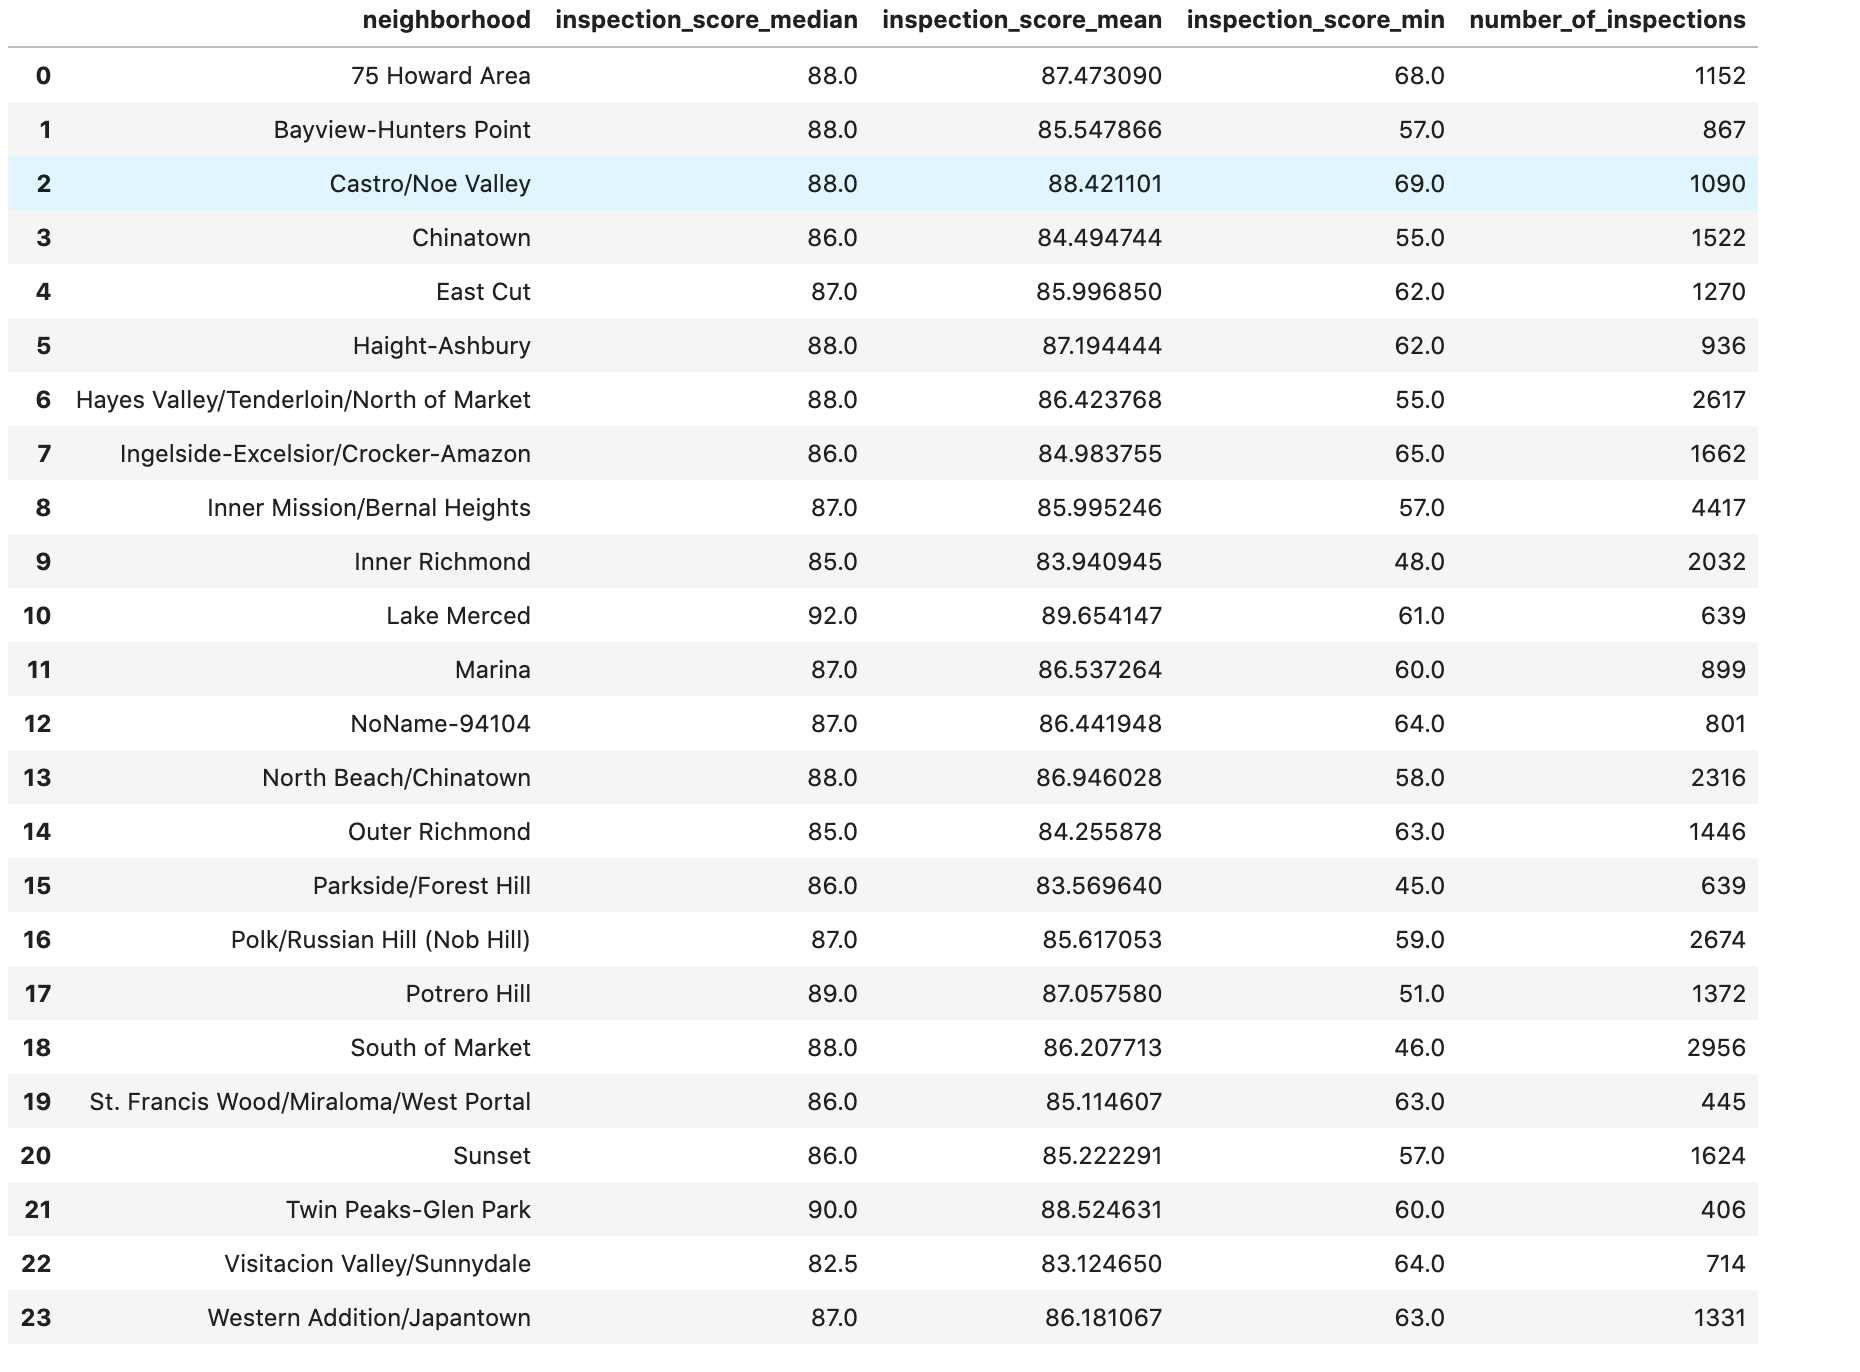 neighborhood inspection_score_median inspection_score_mean inspection_score_min number_of_inspections
0 75 Howard Area 88.0 87.473090 68.0 1152
1 Bayview-Hunters Point 88.0 85.547866 57.0 867
2 Castro/Noe Valley 88.0 88.421101 69.0 1090
3 Chinatown 86.0 84.494744 55.0 1522
4 East Cut 87.0 85.996850 62.0 1270
5 Haight-Ashbury 88.0 87.194444 62.0 936
6 Hayes Valley/Tenderloin/North of Market 88.0 86.423768 55.0 2617
7 Ingelside-Excelsior/Crocker-Amazon 86.0 84.983755 65.0 1662
8 Inner Mission/Bernal Heights 87.0 85.995246 57.0 4417
9 Inner Richmond 85.0 83.940945 48.0 2032
10 Lake Merced 92.0 89.654147 61.0 639
11 Marina 87.0 86.537264 60.0 899
12 NoName-94104 87.0 86.441948 64.0 801
13 North Beach/Chinatown 88.0 86.946028 58.0 2316
14 Outer Richmond 85.0 84.255878 63.0 1446
15 Parkside/Forest Hill 86.0 83.569640 45.0 639
16 Polk/Russian Hill (Nob Hill) 87.0 85.617053 59.0 2674
17 Potrero Hill 89.0 87.057580 51.0 1372
18 South of Market 88.0 86.207713 46.0 2956
19 St. Francis Wood/Miraloma/West Portal 86.0 85.114607 63.0 445
20 Sunset 86.0 85.222291 57.0 1624
21 Twin Peaks-Glen Park 90.0 88.524631 60.0 406
22 Visitacion Valley/Sunnydale 82.5 83.124650 64.0 714
23 Western Addition/Japantown 87.0 86.181067 63.0 1331